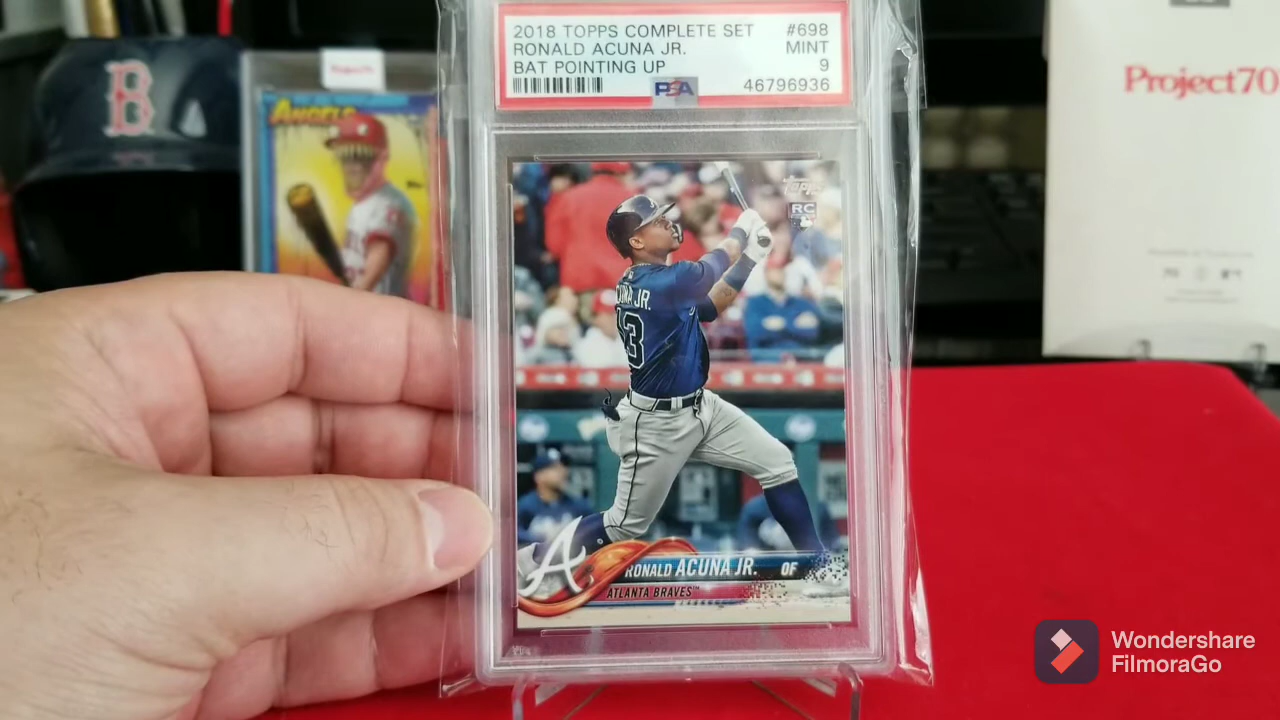 2018 TOPPS COMPLETE SET #698
RONALD ACUNA JR. MINT
BAT POINTING UP 9
PSA 46796936
B
ANGELS
Project70
Topps
RC
ACUNA JR.
13
A
RONALD ACUNA JR. OF
ATLANTA BRAVES™
Wondershare
FilmoraGo